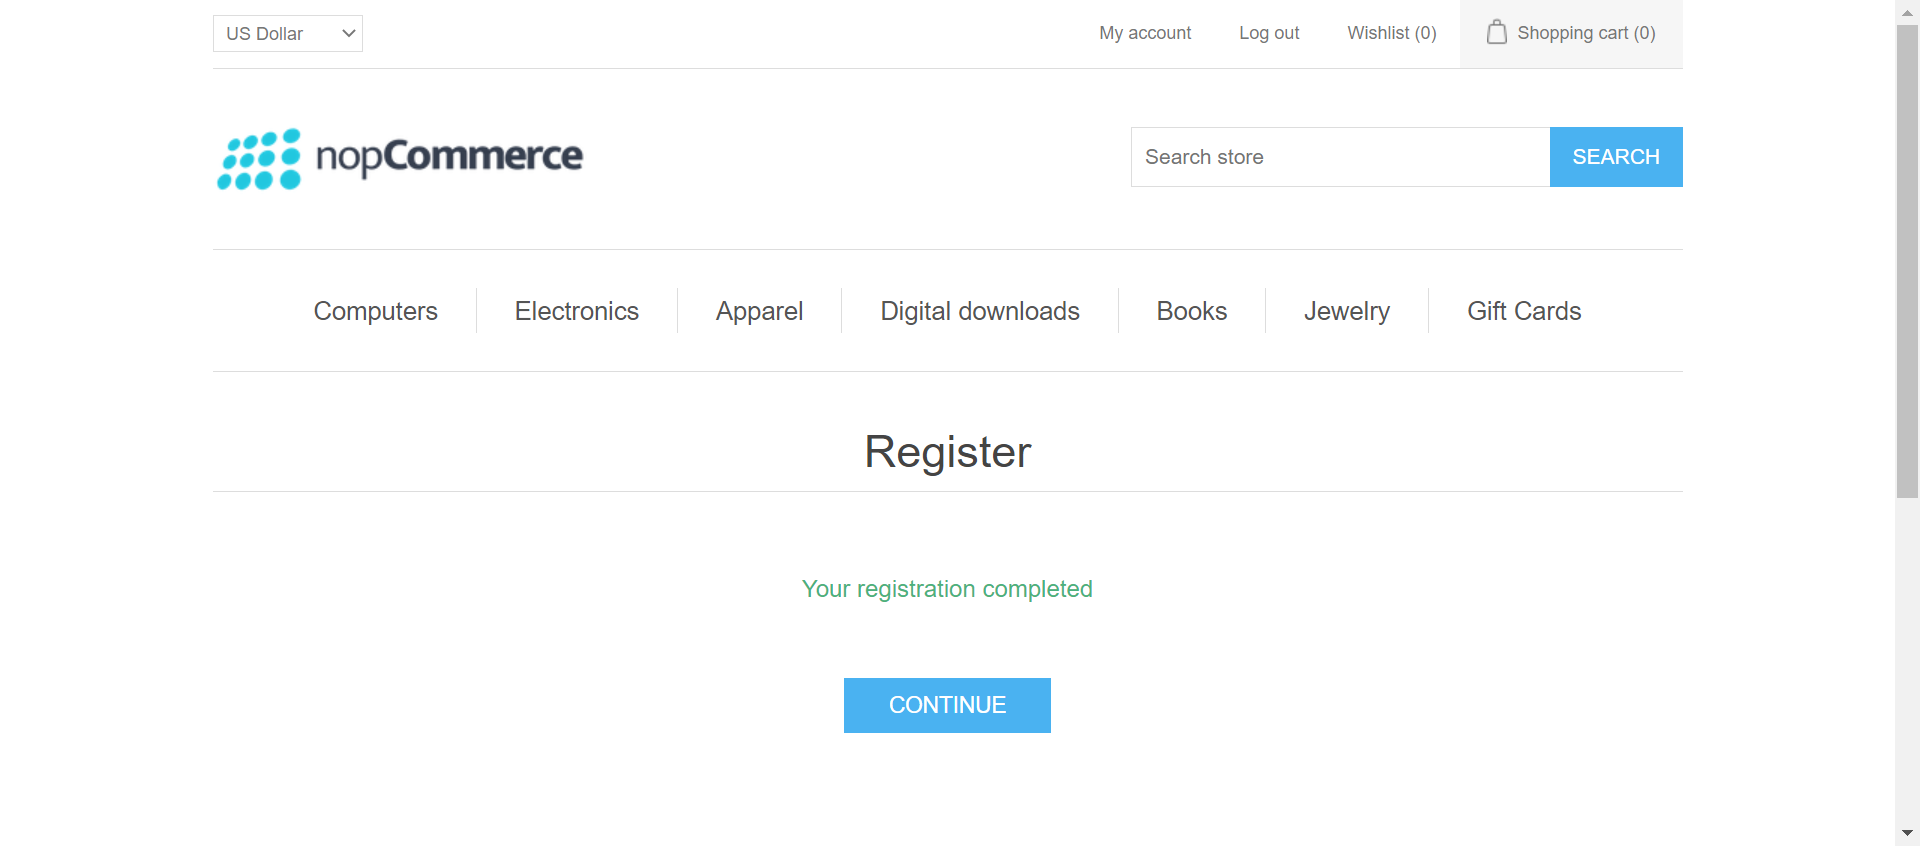 US Dollar
My account
Log out
Wishlist (0)
Shopping cart (0)
nopCommerce
Search store
SEARCH
Computers
Electronics
Apparel
Digital downloads
Books
Jewelry
Gift Cards
Register
Your registration completed
CONTINUE